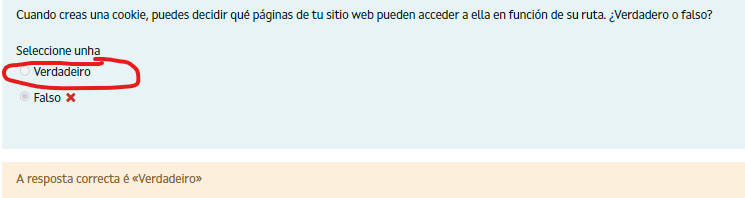 Cuando creas una cookie, puedes decidir qué páginas de tu sitio web pueden acceder a ella en función de su ruta. ¿Verdadero o falso?
Seleccione unha
Verdadeiro
Falso ✖
A resposta correcta é «Verdadeiro»